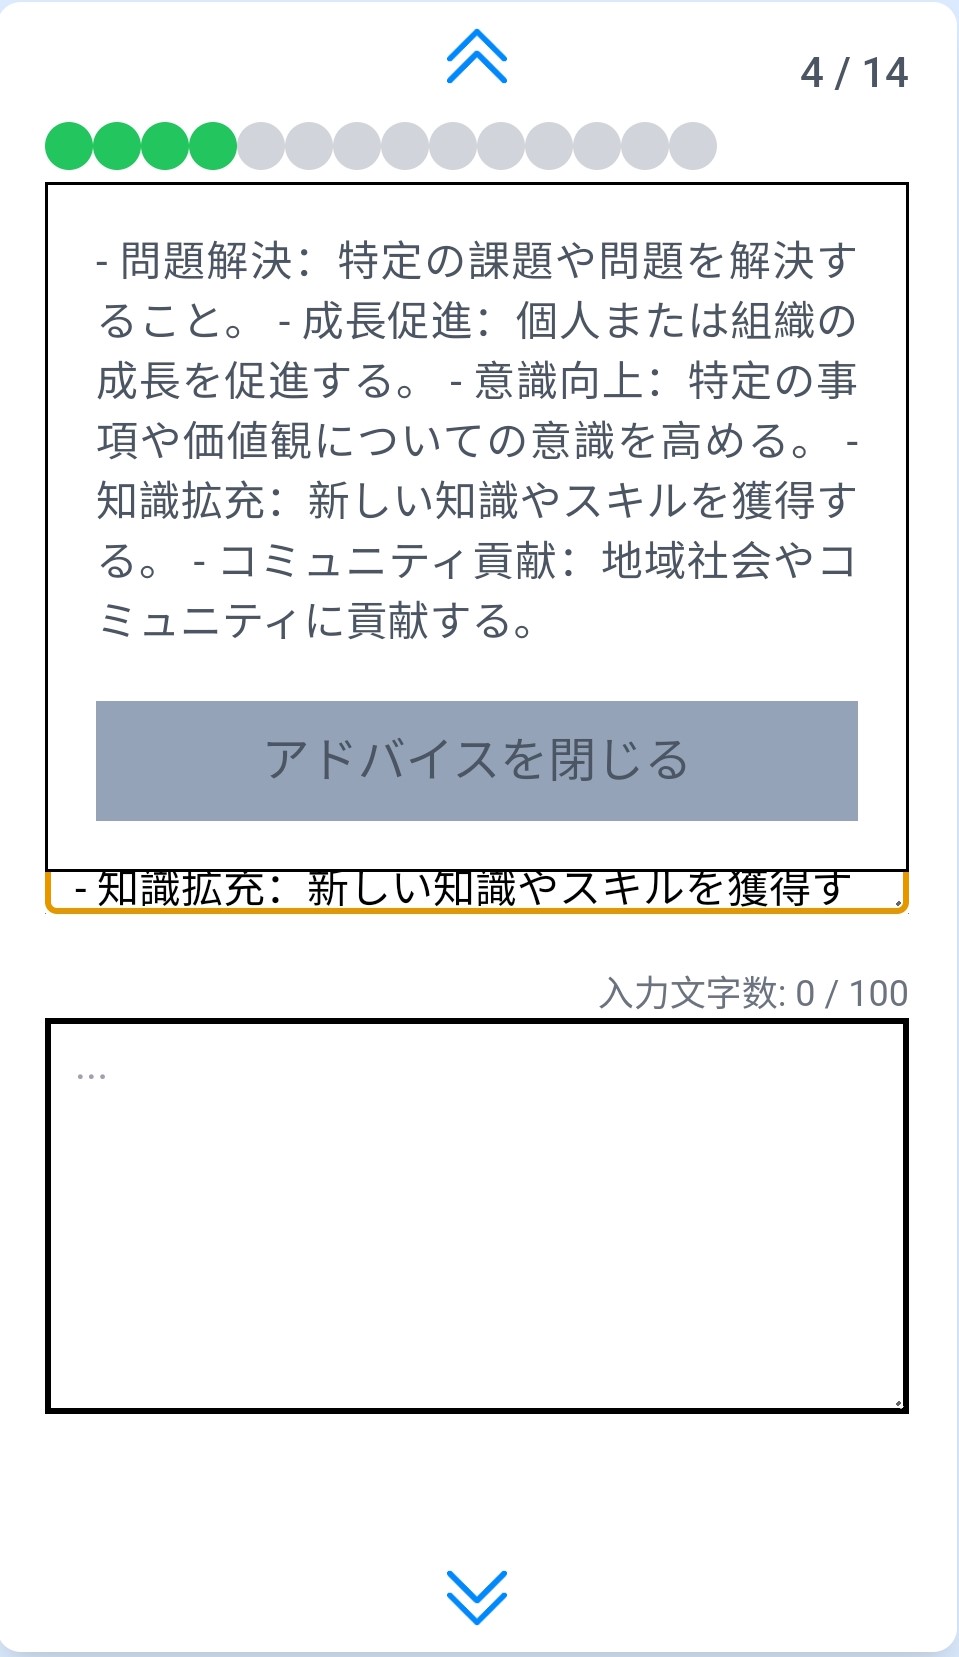 4 / 14
- 問題解決：特定の課題や問題を解決す
ること。 - 成長促進：個人または組織の
成長を促進する。 - 意識向上：特定の事
項や価値観についての意識を高める。 -
知識拡充：新しい知識やスキルを獲得す
る。 - コミュニティ貢献：地域社会やコ
ミュニティに貢献する。
アドバイスを閉じる
- 知識拡充：新しい知識やスキルを獲得す
入力文字数: 0 / 100
...